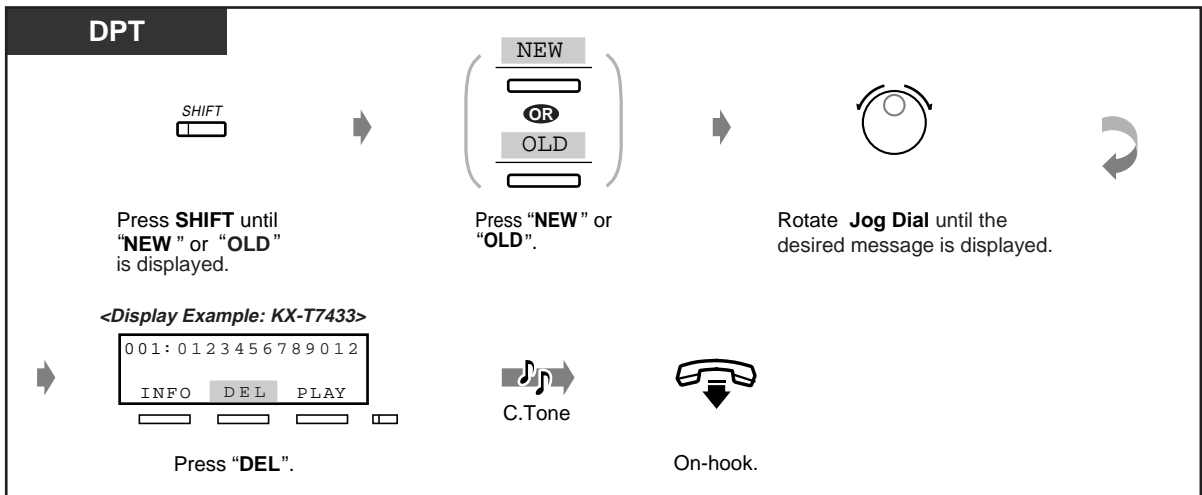 DPT
SHIFT
Press SHIFT until
“NEW ” or “OLD”
is displayed.
NEW
OR
OLD
Press “NEW ” or
“OLD”.
Rotate Jog Dial until the
desired message is displayed.
<Display Example: KX-T7433>
001:0123456789012
INFO DEL PLAY
Press “DEL”.
C.Tone
On-hook.